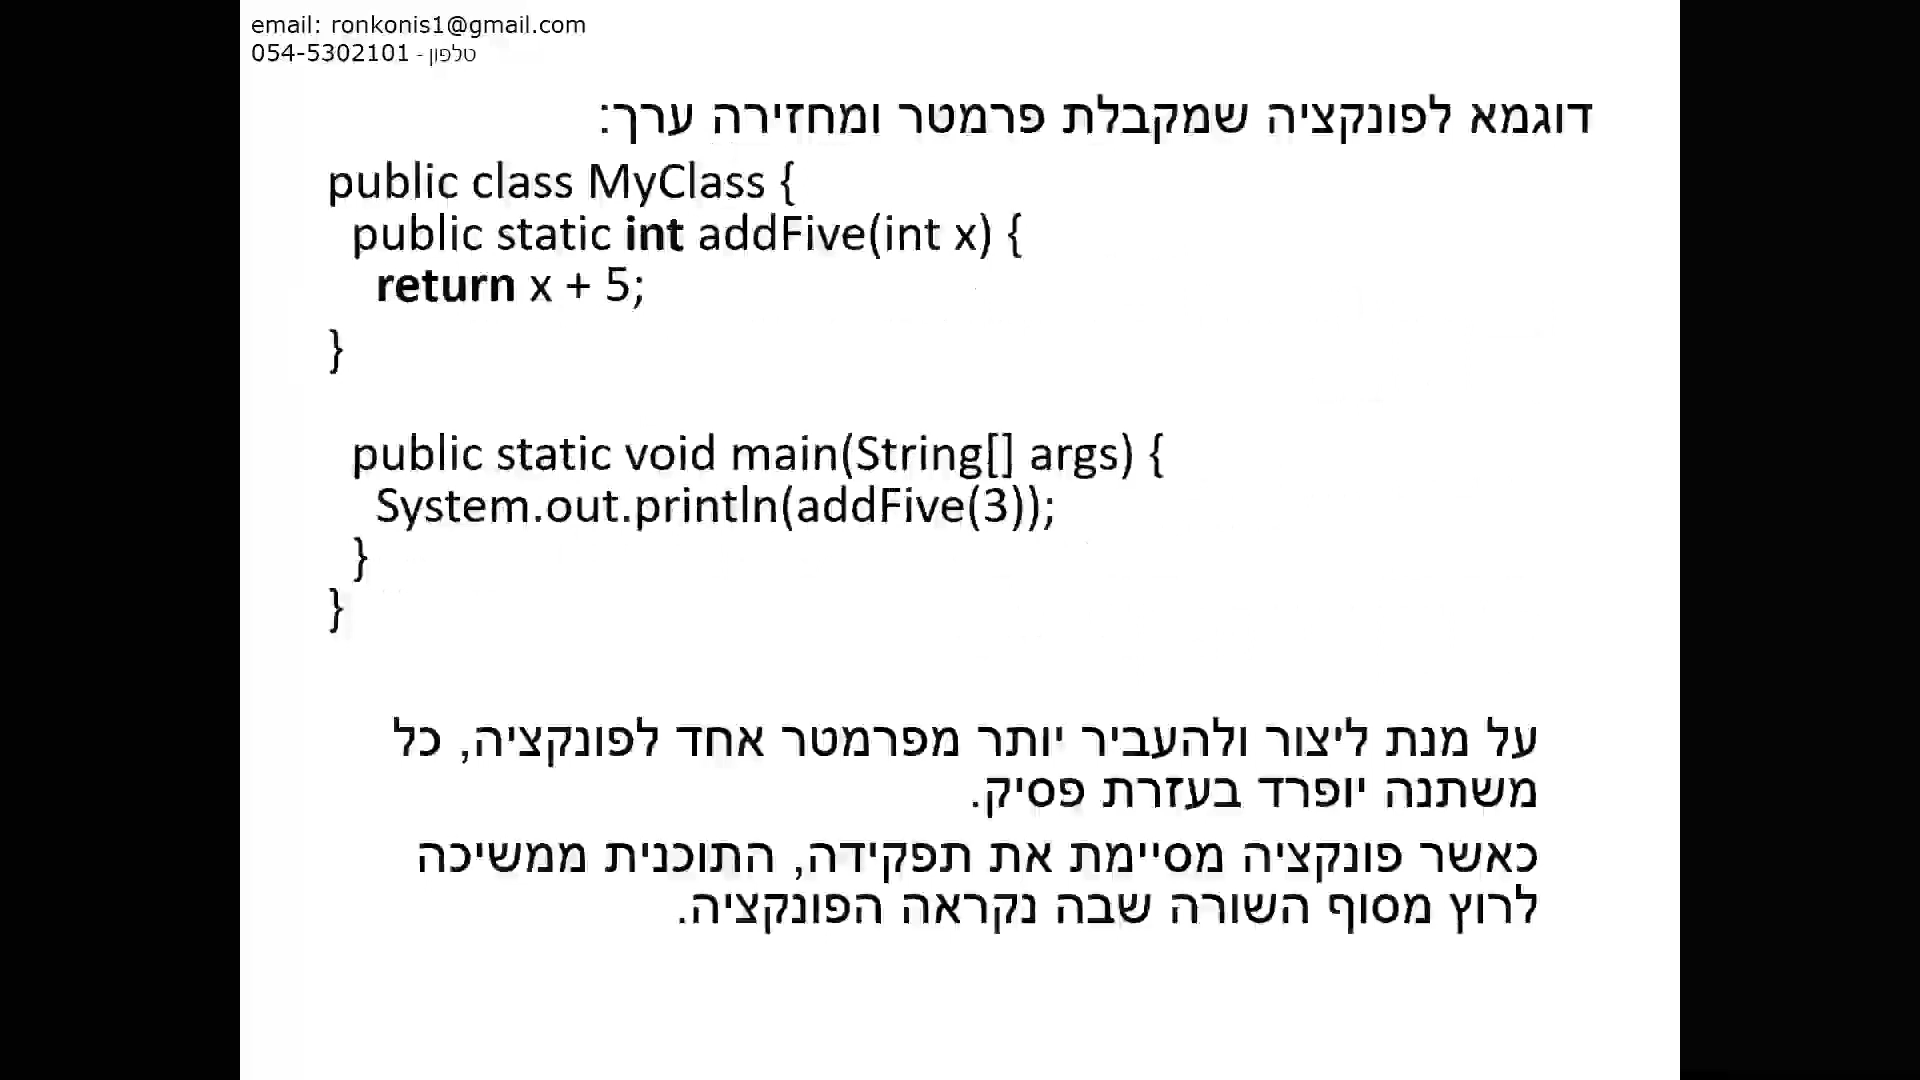 email: ronkonis1@gmail.com
טלפון - 054-5302101
דוגמא לפונקציה שמקבלת פרמטר ומחזירה ערך:
public class MyClass {
public static int addFive(int x) {
return x + 5;
}
public static void main(String[] args) {
System.out.println(addFive(3));
}
}
על מנת ליצור ולהעביר יותר מפרמטר אחד לפונקציה, כל
משתנה יופרד בעזרת פסיק.
כאשר פונקציה מסיימת את תפקידה, התוכנית ממשיכה
לרוץ מסוף השורה שבה נקראה הפונקציה.